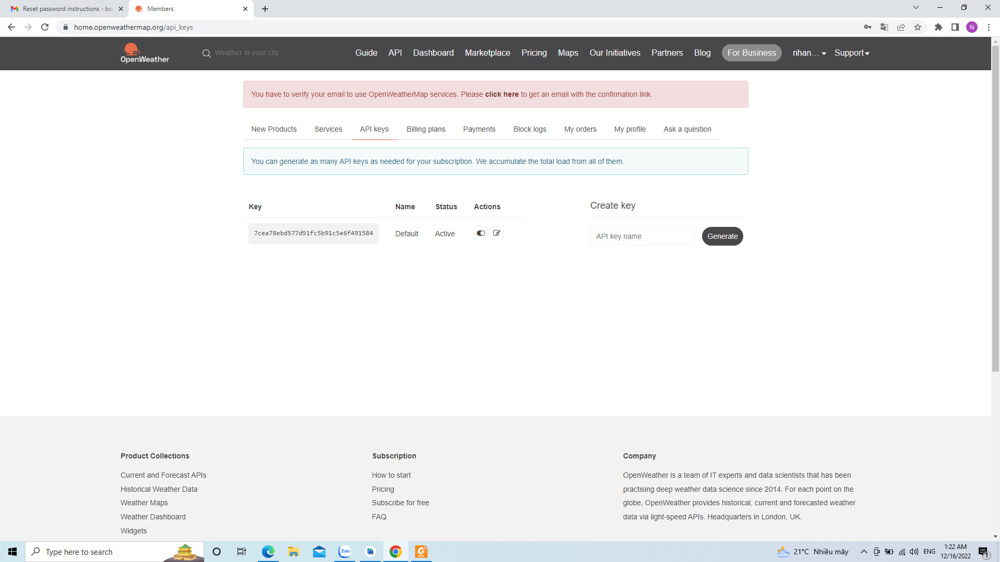 Reset password instructions - bes
Members
home.openweathermap.org/api_keys
N
OpenWeather
Weather in your city
Guide API Dashboard Marketplace Pricing Maps Our Initiatives Partners Blog For Business nhan... Support
You have to verify your email to use OpenWeatherMap services. Please click here to get an email with the confirmation link.
New Products Services API keys Billing plans Payments Block logs My orders My profile Ask a question
You can generate as many API keys as needed for your subscription. We accumulate the total load from all of them.
Key Name Status Actions
7cea78ebd577d91fc5b91c5e6f491584 Default Active
Create key
API key name Generate
Product Collections
Current and Forecast APIs
Historical Weather Data
Weather Maps
Weather Dashboard
Widgets
Subscription
How to start
Pricing
Subscribe for free
FAQ
Company
OpenWeather is a team of IT experts and data scientists that has been
practising deep weather data science since 2014. For each point on the
globe, OpenWeather provides historical, current and forecasted weather
data via light-speed APIs. Headquarters in London, UK.
Type here to search
Zalo
PDF
21°C Nhiều mây
ENG
1:22 AM
12/16/2022
1